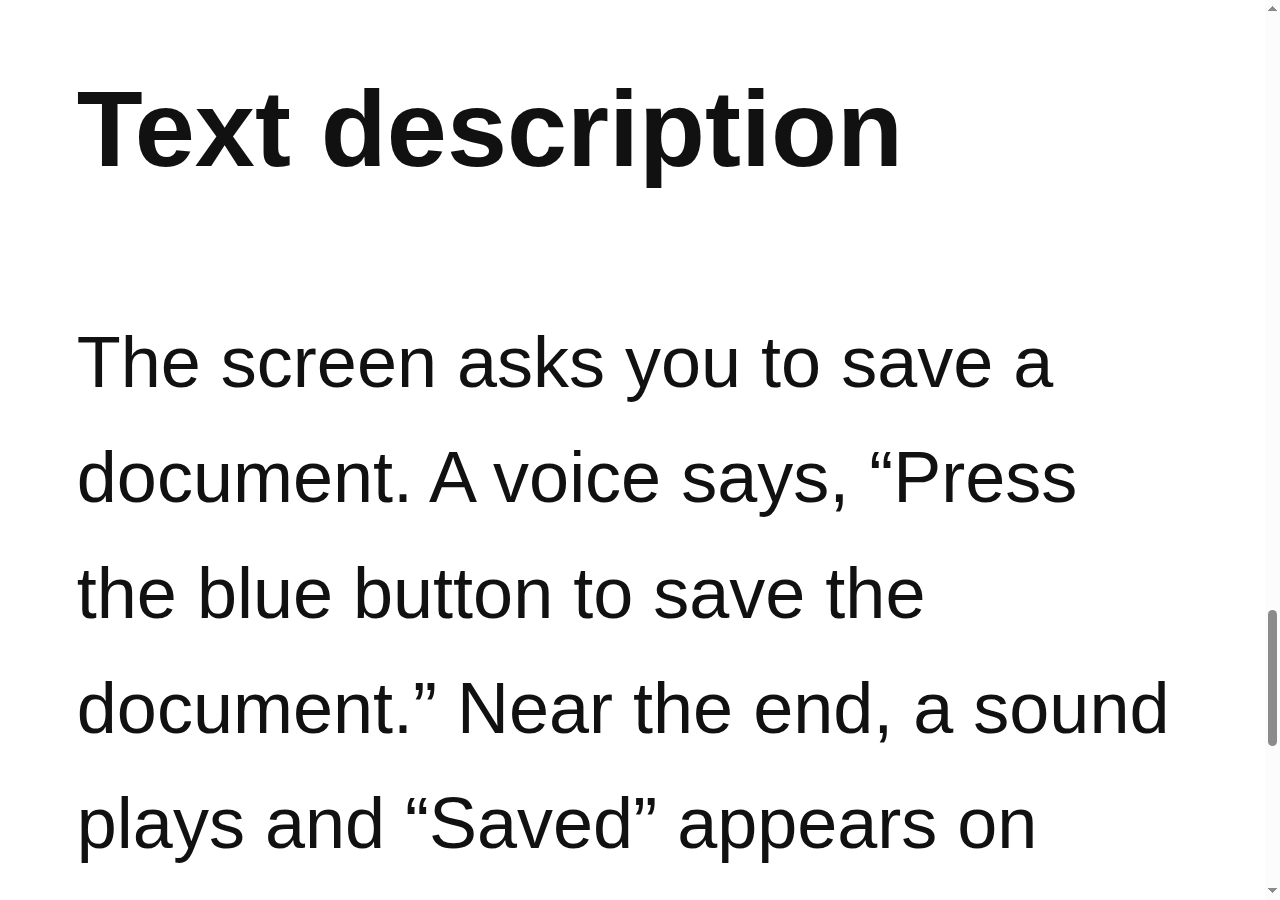 Text description
The screen asks you to save a
document. A voice says, “Press
the blue button to save the
document.” Near the end, a sound
plays and “Saved” appears on